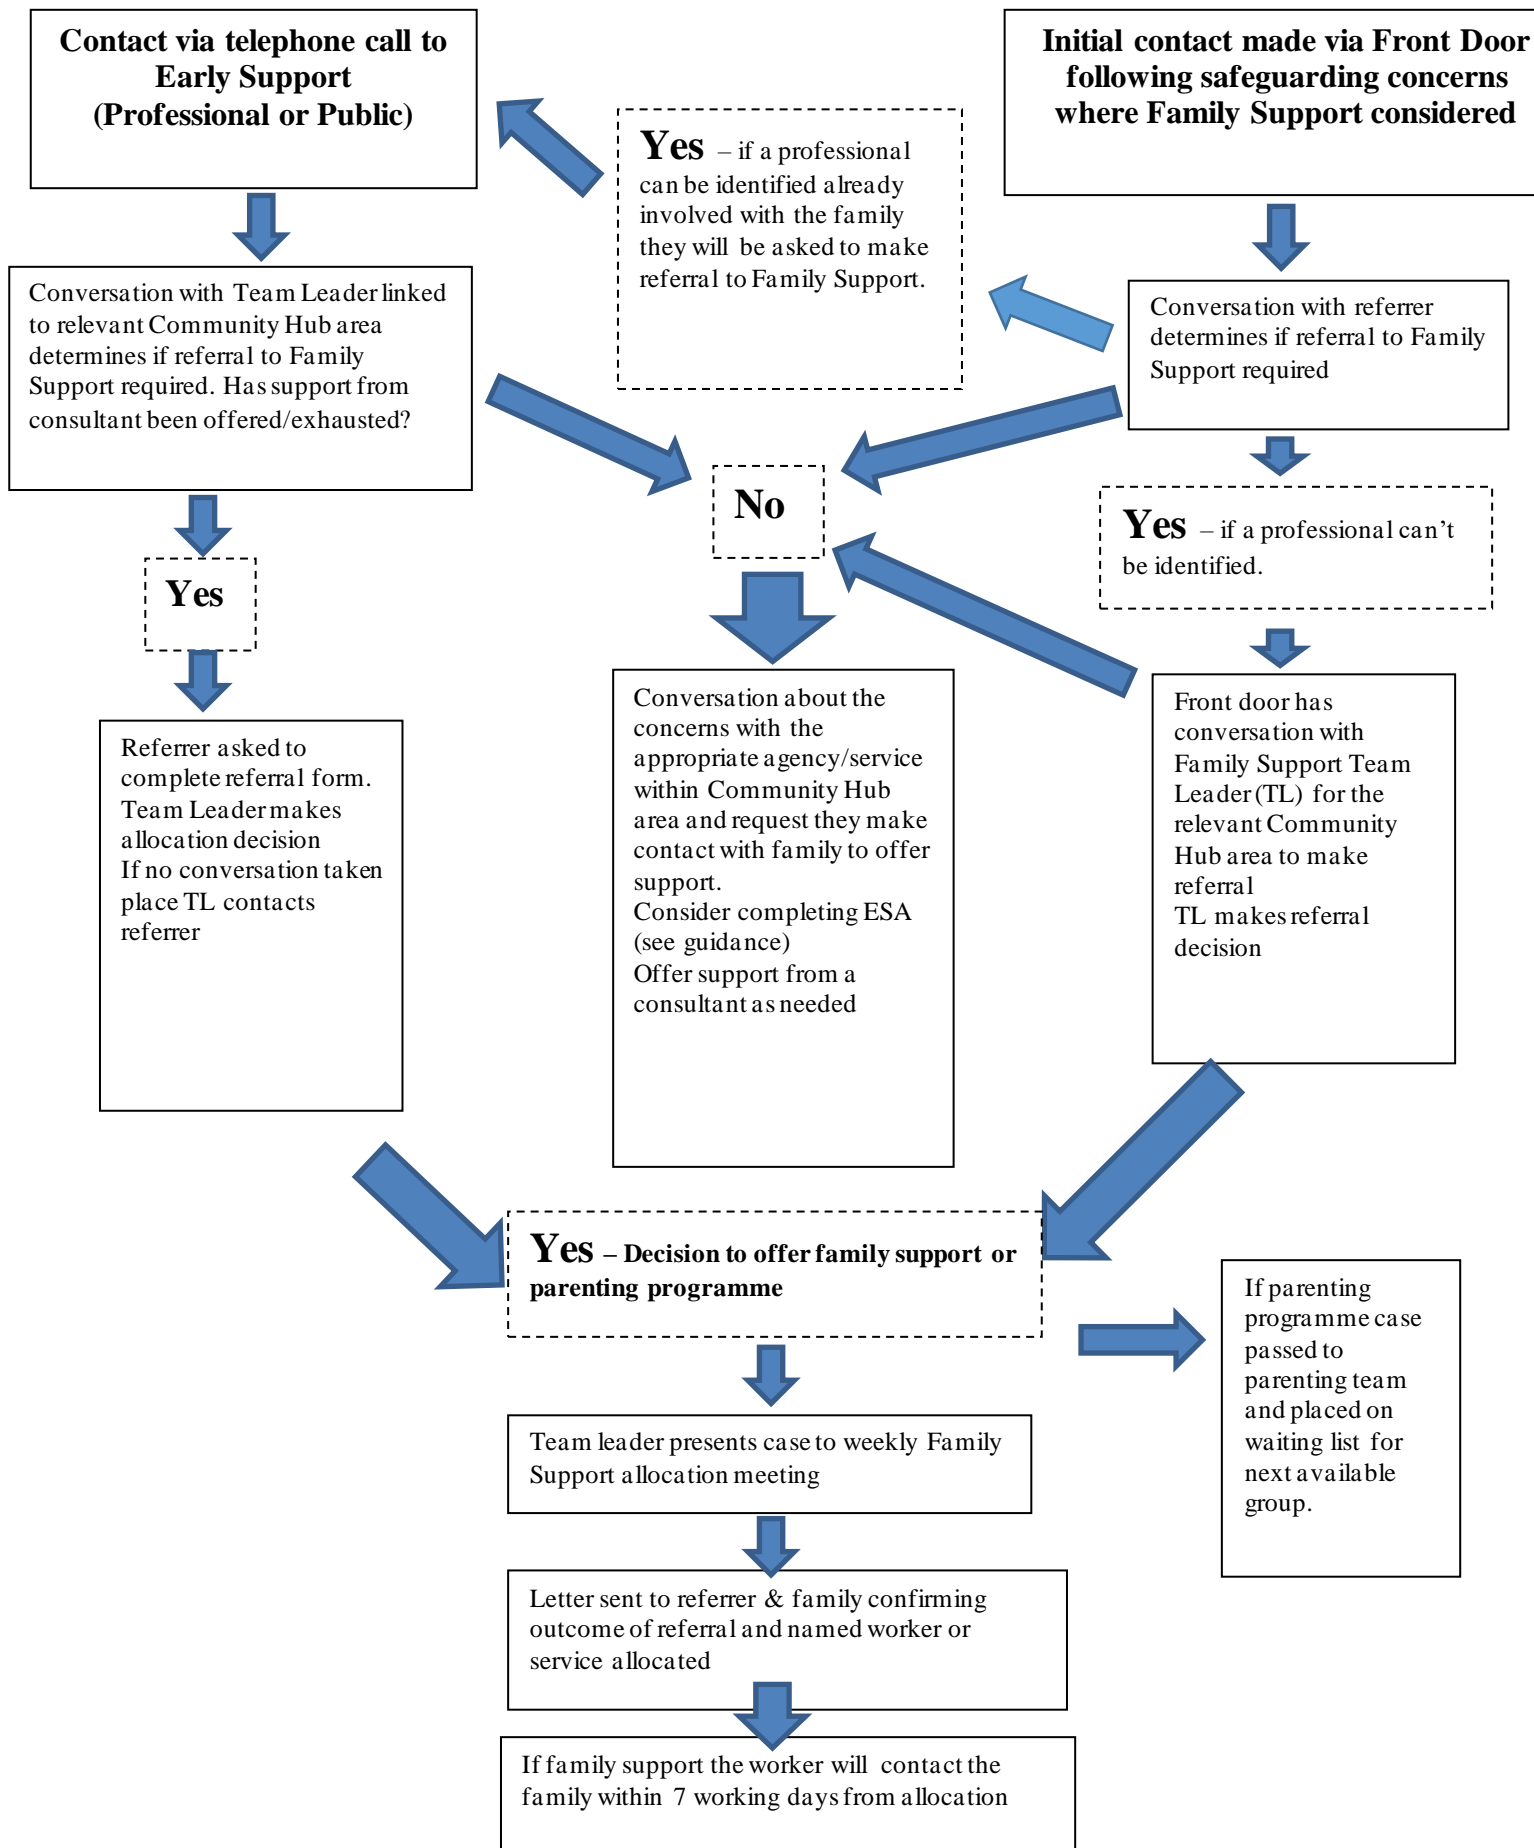 Contact via telephone call to
Early Support
(Professional or Public)
Initial contact made via Front Door
following safeguarding concerns
where Family Support considered
Yes – if a professional
can be identified already
involved with the family
they will be asked to make
referral to Family Support.
Conversation with Team Leader linked
to relevant Community Hub area
determines if referral to Family
Support required. Has support from
consultant been offered/exhausted?
Conversation with referrer
determines if referral to Family
Support required
No
Yes – if a professional can’t
be identified.
Yes
Referrer asked to
complete referral form.
Team Leader makes
allocation decision
If no conversation taken
place TL contacts
referrer
Conversation about the
concerns with the
appropriate agency/service
within Community Hub
area and request they make
contact with family to offer
support.
Consider completing ESA
(see guidance)
Offer support from a
consultant as needed
Front door has
conversation with
Family Support Team
Leader (TL) for the
relevant Community
Hub area to make
referral
TL makes referral
decision
Yes – Decision to offer family support or
parenting programme
If parenting
programme case
passed to
parenting team
and placed on
waiting list for
next available
group.
Team leader presents case to weekly Family
Support allocation meeting
Letter sent to referrer & family confirming
outcome of referral and named worker or
service allocated
If family support the worker will contact the
family within 7 working days from allocation